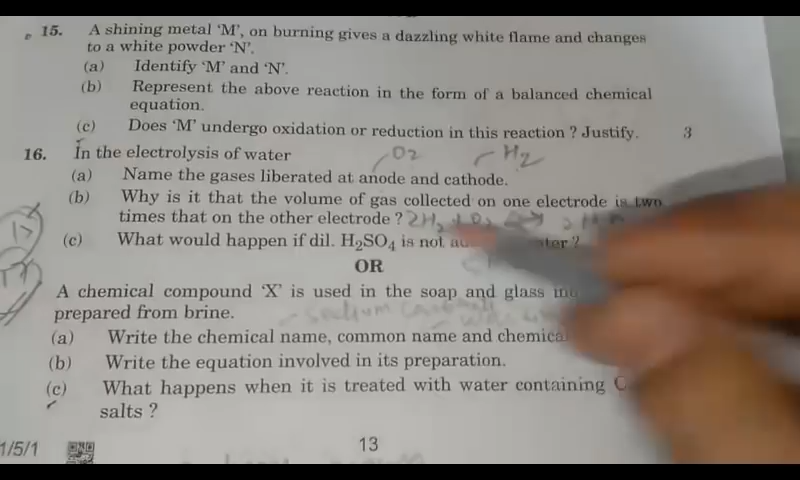 15. A shining metal 'M', on burning gives a dazzling white flame and changes
to a white powder 'N'.
(a) Identify 'M' and 'N'.
(b) Represent the above reaction in the form of a balanced chemical
equation.
(c) Does 'M' undergo oxidation or reduction in this reaction ? Justify. 3
16. In the electrolysis of water
O2 H2
(a) Name the gases liberated at anode and cathode.
(b) Why is it that the volume of gas collected on one electrode is two
times that on the other electrode ? 2H2 + O2
(c) What would happen if dil. H₂SO₄ is not
OR
A chemical compound 'X' is used in the soap and glass
prepared from brine.
(a) Write the chemical name, common name and
(b) Write the equation involved in its preparation.
(c) What happens when it is treated with water containing
salts ?
1/5/1 13